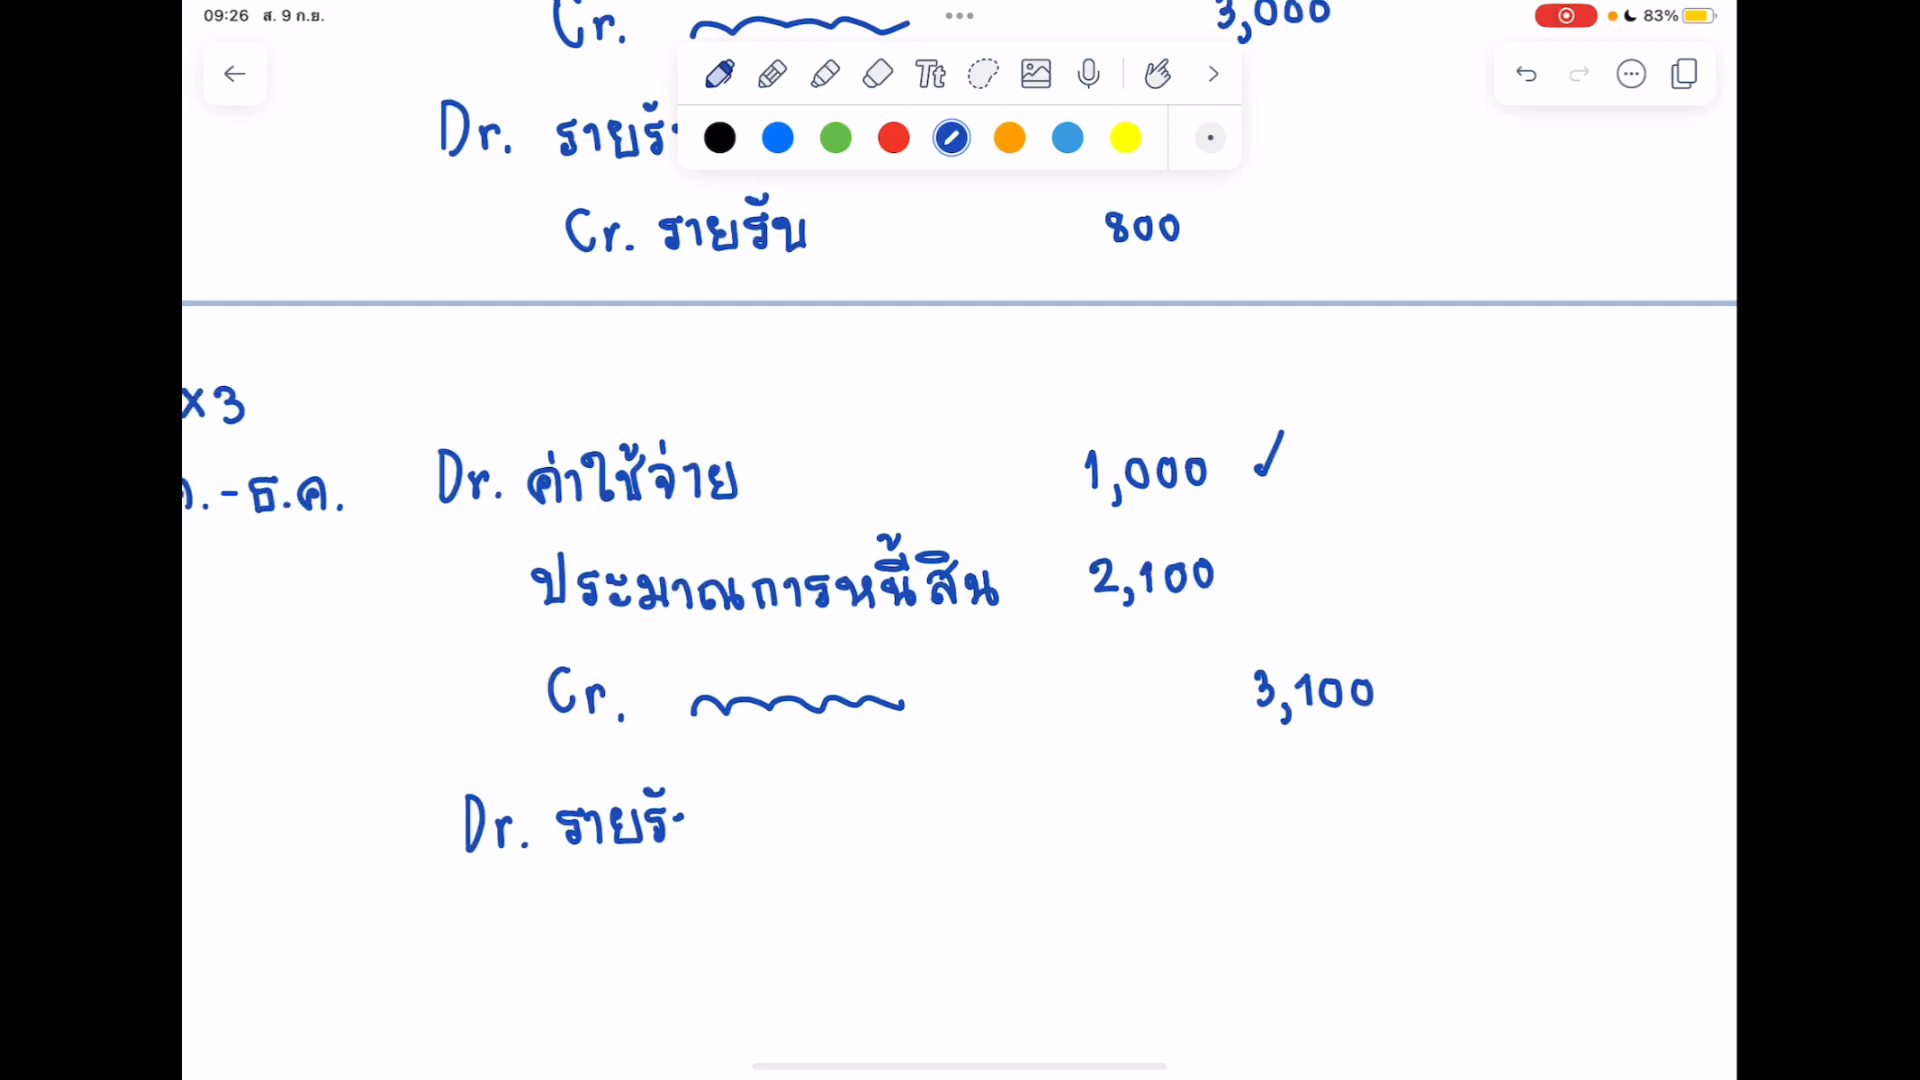 09:26 ส. 9 ก.ย.
83%
Cr. 3,000
Tt
Dr. รายรั
Cr. รายรับ 800
x3
ค.-ธ.ค.
Dr. ค่าใช้จ่าย 1,000 ✓
ประมาณการหนี้สิน 2,100
Cr. 3,100
Dr. รายรั